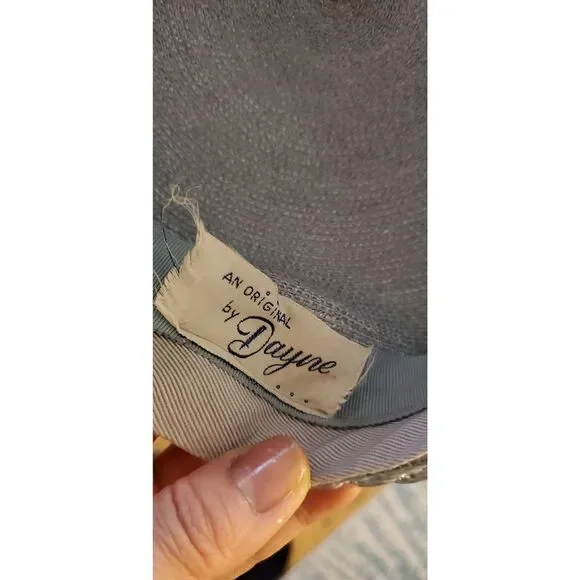 AN ORIGINAL
by Dayne
...